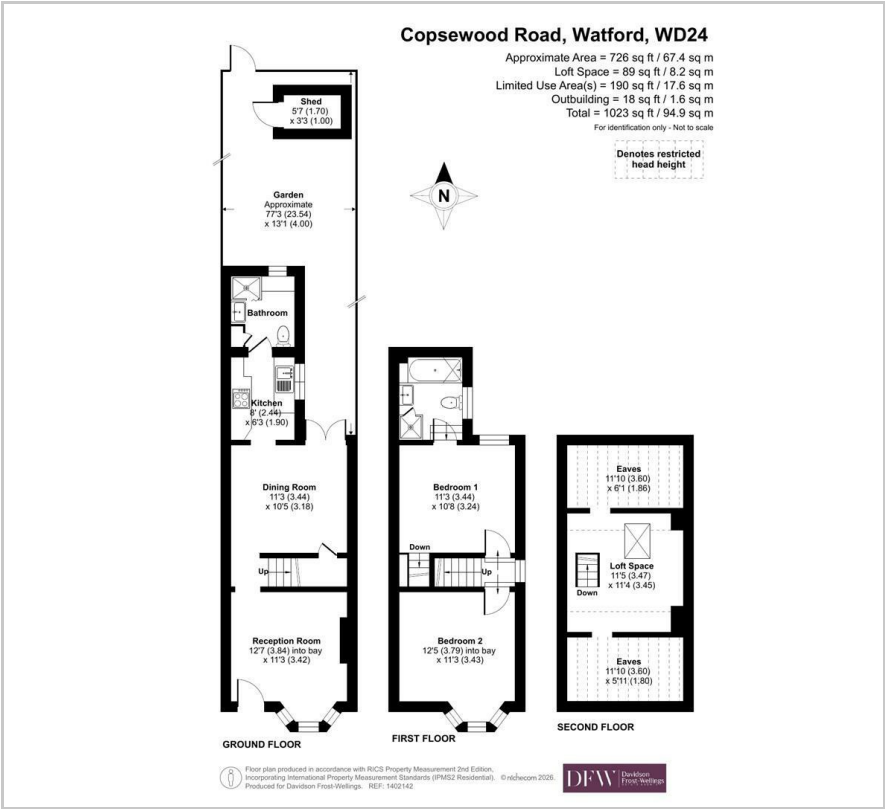 Copsewood Road, Watford, WD24
Approximate Area = 726 sq ft / 67.4 sq m
Loft Space = 89 sq ft / 8.2 sq m
Limited Use Area(s) = 190 sq ft / 17.6 sq m
Outbuilding = 18 sq ft / 1.6 sq m
Total = 1023 sq ft / 94.9 sq m
For identification only - Not to scale
Denotes restricted
head height
Shed
5'7 (1.70)
x 3'3 (1.00)
Garden
Approximate
77'3 (23.54)
x 13'1 (4.00)
N
Bathroom
Kitchen
8' (2.44)
x 6'3 (1.90)
Dining Room
11'3 (3.44)
x 10'5 (3.18)
Up
Reception Room
12'7 (3.84) into bay
x 11'3 (3.42)
GROUND FLOOR
Bedroom 1
11'3 (3.44)
x 10'8 (3.24)
Down
Up
Bedroom 2
12'5 (3.79) into bay
x 11'3 (3.43)
FIRST FLOOR
Eaves
11'10 (3.60)
x 6'1 (1.86)
Loft Space
11'5 (3.47)
x 11'4 (3.45)
Down
Eaves
11'10 (3.60)
x 5'11 (1.80)
SECOND FLOOR
Floor plan produced in accordance with RICS Property Measurement 2nd Edition,
Incorporating International Property Measurement Standards (IPMS2 Residential). © nichecom 2026.
Produced for Davidson Frost-Wellings. REF: 1402142
DFW
Davidson
Frost-Wellings